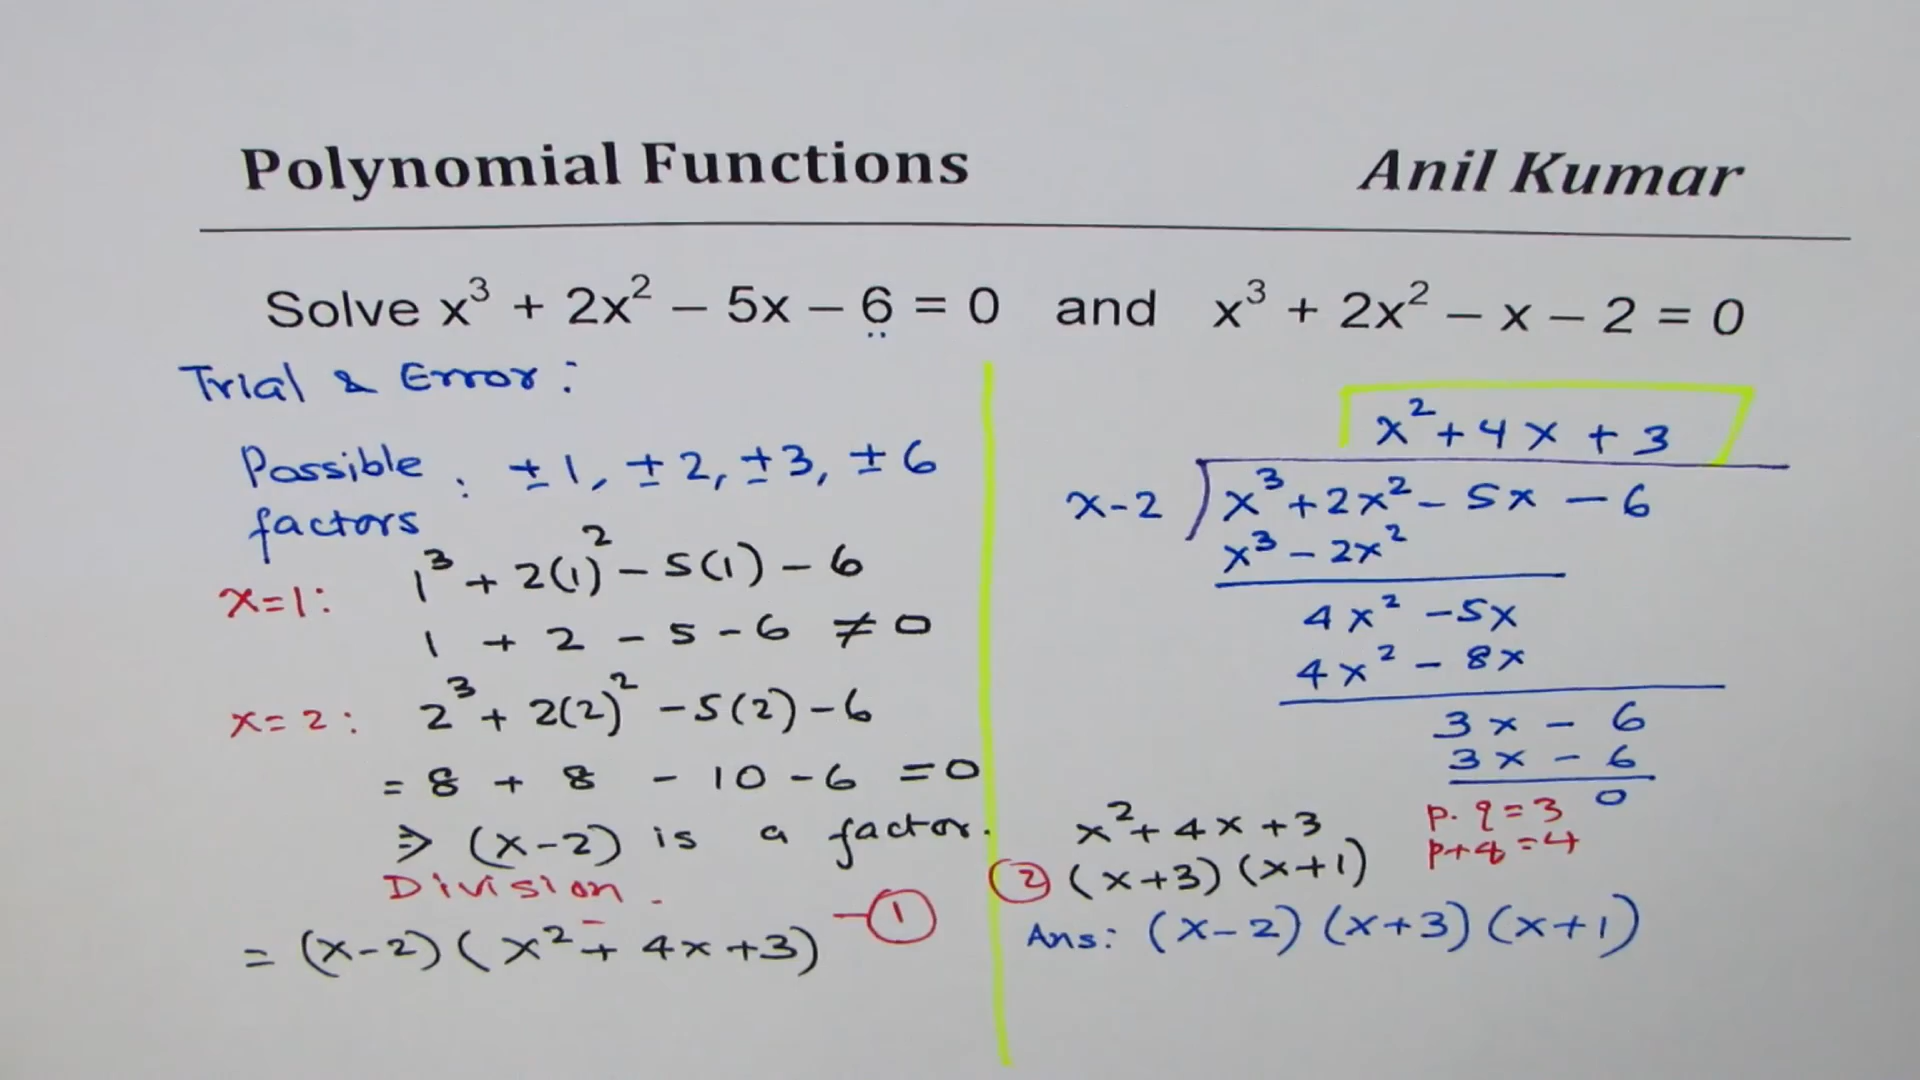 Polynomial Functions
Anil Kumar
Solve x³ + 2x² – 5x – 6 = 0 and x³ + 2x² – x – 2 = 0
Trial & Error:
Possible factors : ±1, ±2, ±3, ±6
x=1: 1³ + 2(1)² – 5(1) – 6
1 + 2 – 5 – 6 ≠ 0
x=2: 2³ + 2(2)² – 5(2) – 6
= 8 + 8 – 10 – 6 = 0
⇒ (x–2) is a factor.
Division.
= (x–2)(x² + 4x + 3) –①
x² + 4x + 3
x–2 ) x³ + 2x² – 5x – 6
x³ – 2x²
4x² – 5x
4x² – 8x
3x – 6
3x – 6
0
x² + 4x + 3
p.q = 3
p+q = 4
② (x+3)(x+1)
Ans: (x–2)(x+3)(x+1)